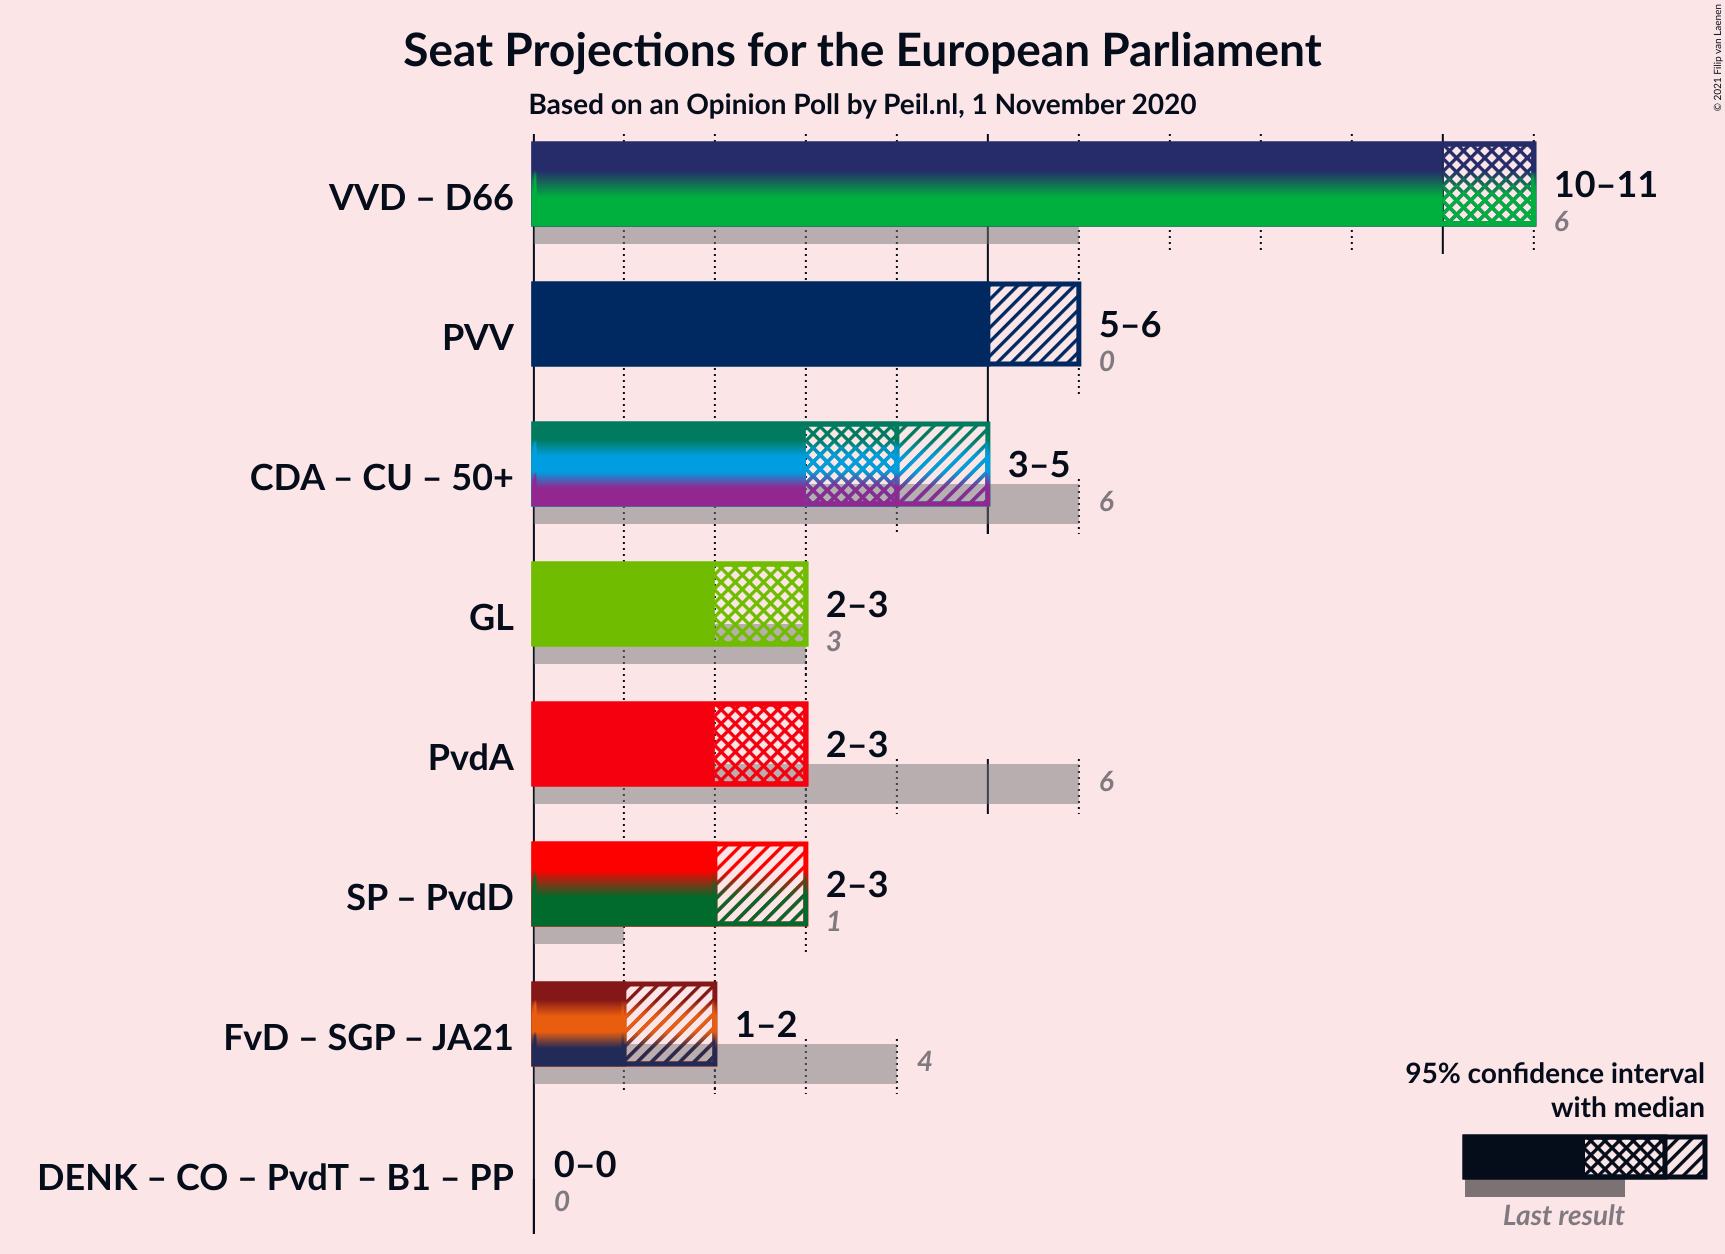 Seat Projections for the European Parliament
Based on an Opinion Poll by Peil.nl, 1 November 2020
© 2021 Filip van Laenen
VVD – D66
10–11
6
PVV
5–6
0
CDA – CU – 50+
3–5
6
GL
2–3
3
PvdA
2–3
6
SP – PvdD
2–3
1
FvD – SGP – JA21
1–2
4
DENK – CO – PvdT – B1 – PP
0–0
0
95% confidence interval
with median
Last result